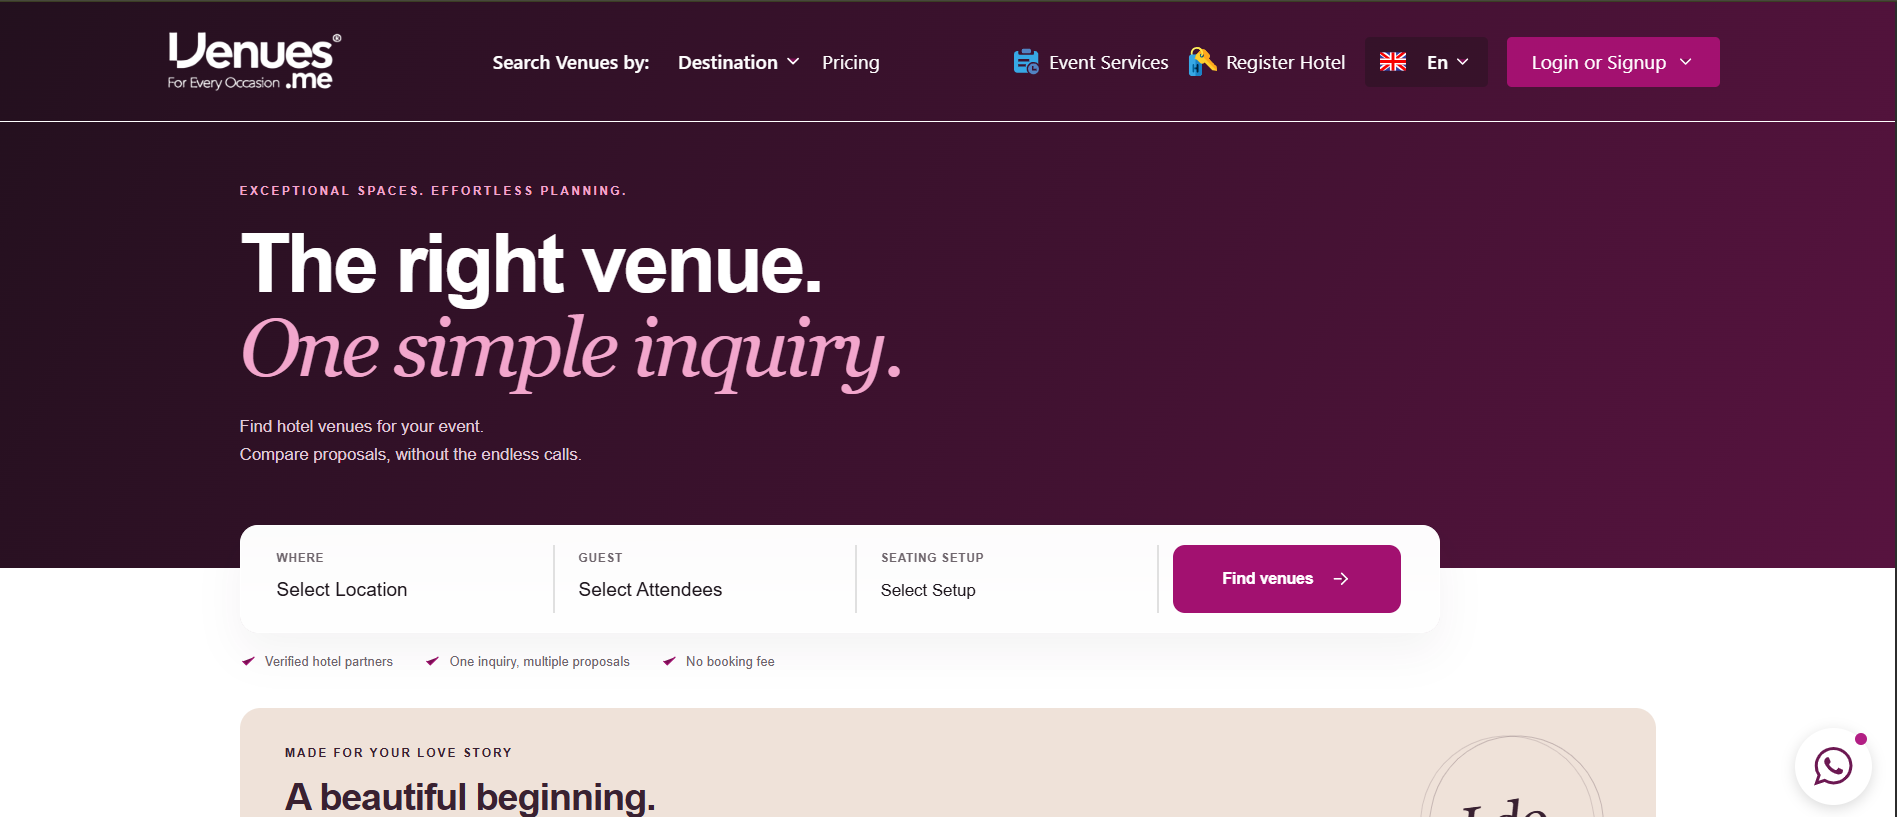 Venues®
For Every Occasion .me
Search Venues by:
Destination
Pricing
Event Services
Register Hotel
En
Login or Signup
EXCEPTIONAL SPACES. EFFORTLESS PLANNING.
The right venue.
One simple inquiry.
Find hotel venues for your event.
Compare proposals, without the endless calls.
WHERE
Select Location
GUEST
Select Attendees
SEATING SETUP
Select Setup
Find venues
Verified hotel partners
One inquiry, multiple proposals
No booking fee
MADE FOR YOUR LOVE STORY
A beautiful beginning.
I do